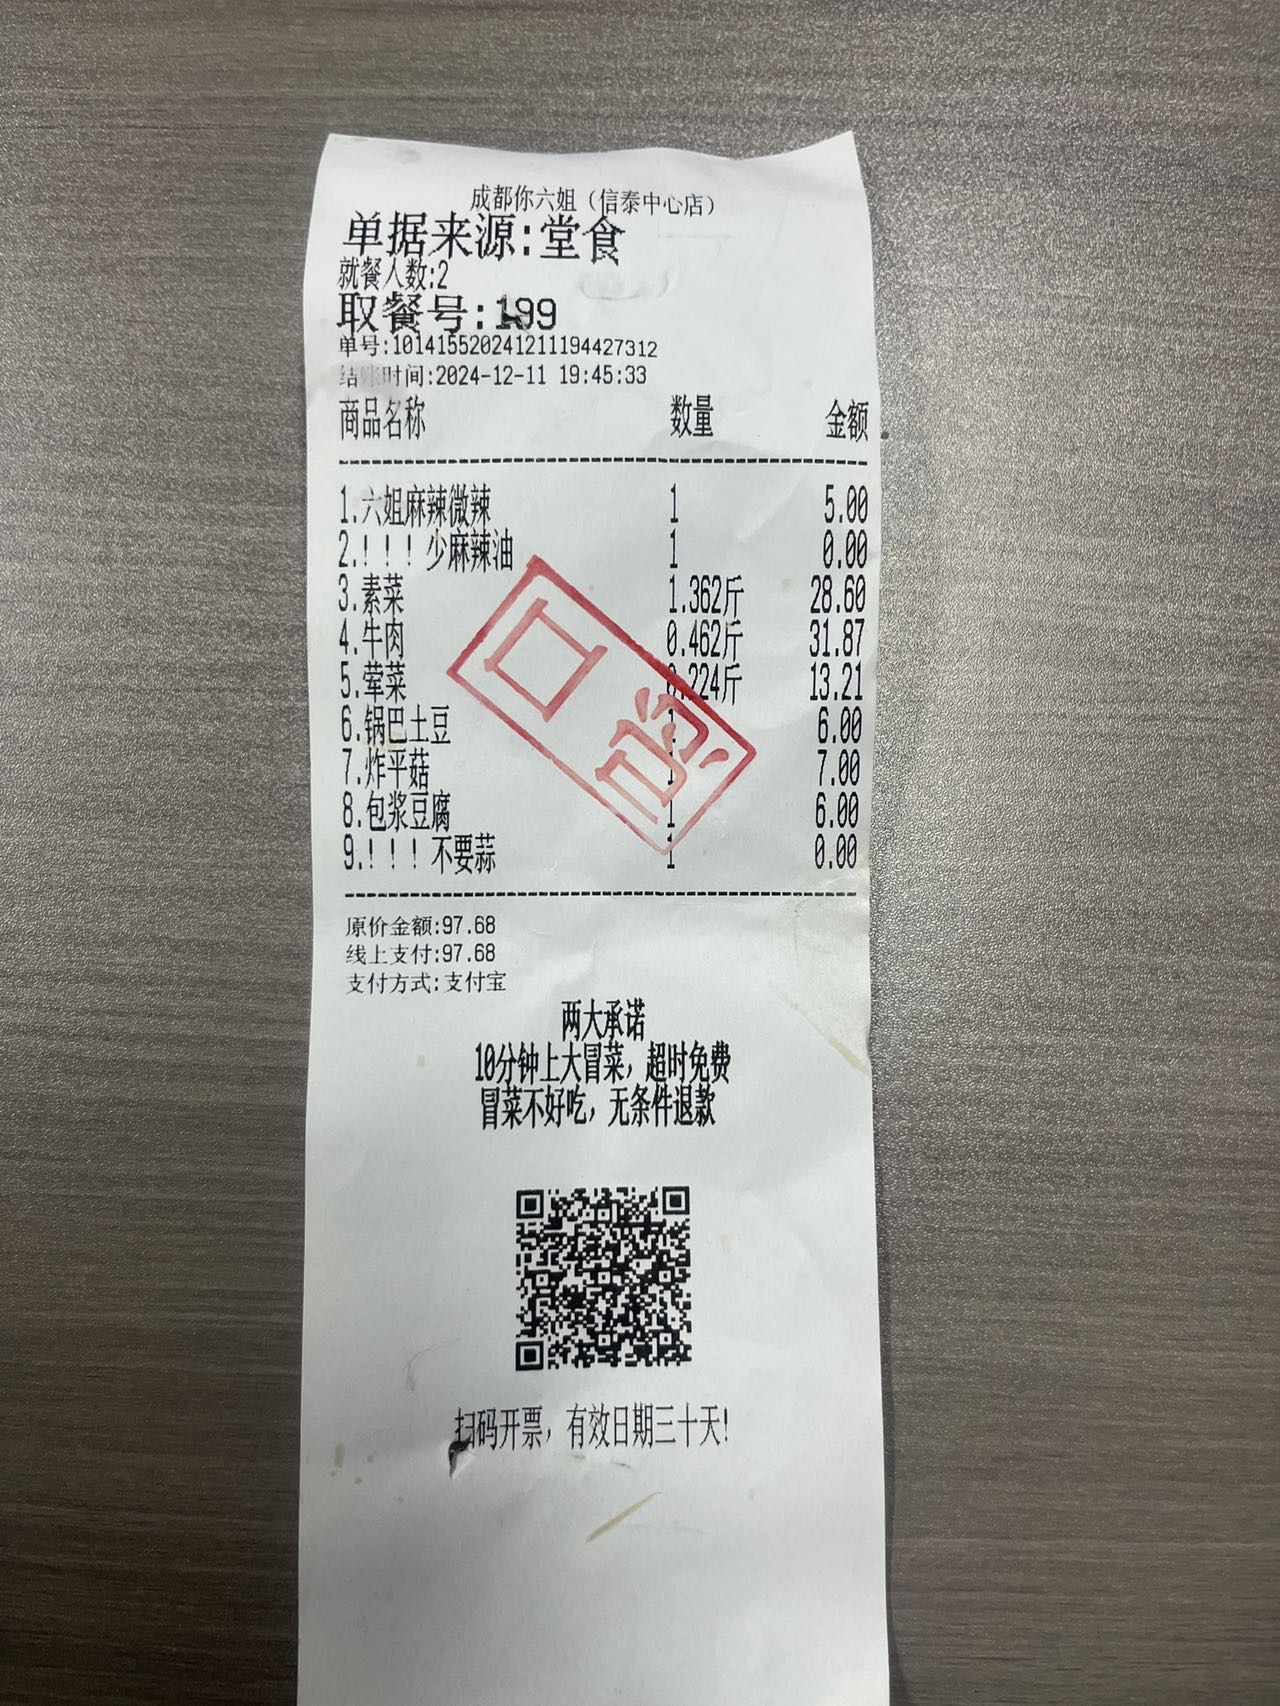 成都你六姐（信泰中心店）
单据来源:堂食
就餐人数:2
取餐号:199
单号:101415520241211194427312
结账时间:2024-12-11 19:45:33
商品名称 数量 金额
1.六姐麻辣微辣 1 5.00
2.！！！少麻辣油 1 0.00
3.素菜 1.362斤 28.60
4.牛肉 0.462斤 31.87
5.荤菜 0.224斤 13.21
6.锅巴土豆 1 6.00
7.炸平菇 1 7.00
8.包浆豆腐 1 6.00
9.！！！不要蒜 1 0.00
原价金额:97.68
线上支付:97.68
支付方式:支付宝
两大承诺
10分钟上大冒菜，超时免费
冒菜不好吃，无条件退款
扫码开票，有效日期三十天!